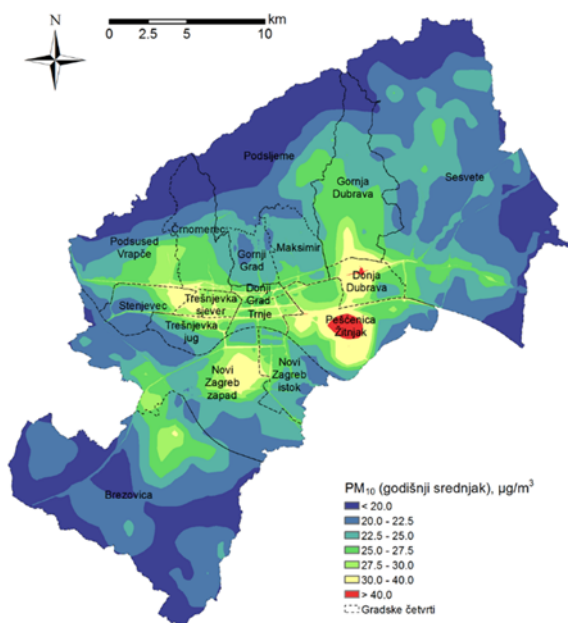 N
km
0 2.5 5 10
Podsljeme
Gornja
Dubrava
Sesvete
Črnomerec
Podsused
Vrapče
Gornji
Grad
Maksimir
Donja
Dubrava
Stenjevec
Trešnjevka
sjever
Donji
Grad
Trnje
Peščenica
Žitnjak
Trešnjevka
jug
Novi
Zagreb
zapad
Novi
Zagreb
istok
Brezovica
PM₁₀ (godišnji srednjak), µg/m³
< 20.0
20.0 - 22.5
22.5 - 25.0
25.0 - 27.5
27.5 - 30.0
30.0 - 40.0
> 40.0
Gradske četvrti